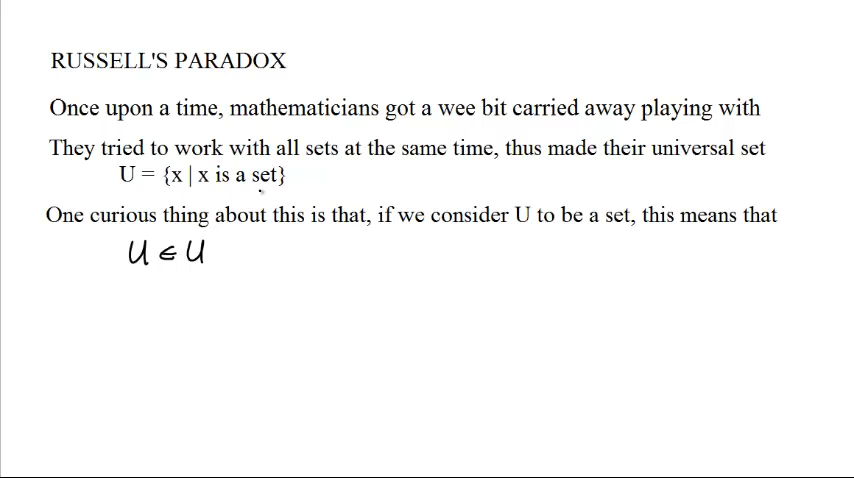 RUSSELL'S PARADOX
Once upon a time, mathematicians got a wee bit carried away playing with
They tried to work with all sets at the same time, thus made their universal set
U = {x | x is a set}
One curious thing about this is that, if we consider U to be a set, this means that
U ∈ U